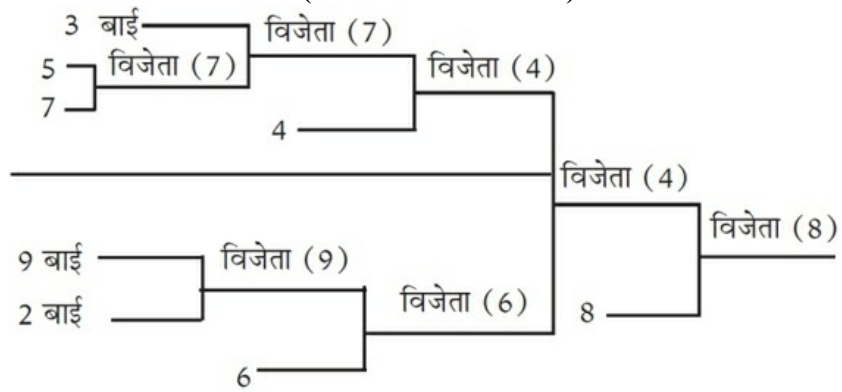 3 बाई
विजेता (7)
5
विजेता (7)
7
विजेता (4)
4
विजेता (4)
विजेता (8)
9 बाई
विजेता (9)
2 बाई
विजेता (6)
8
6